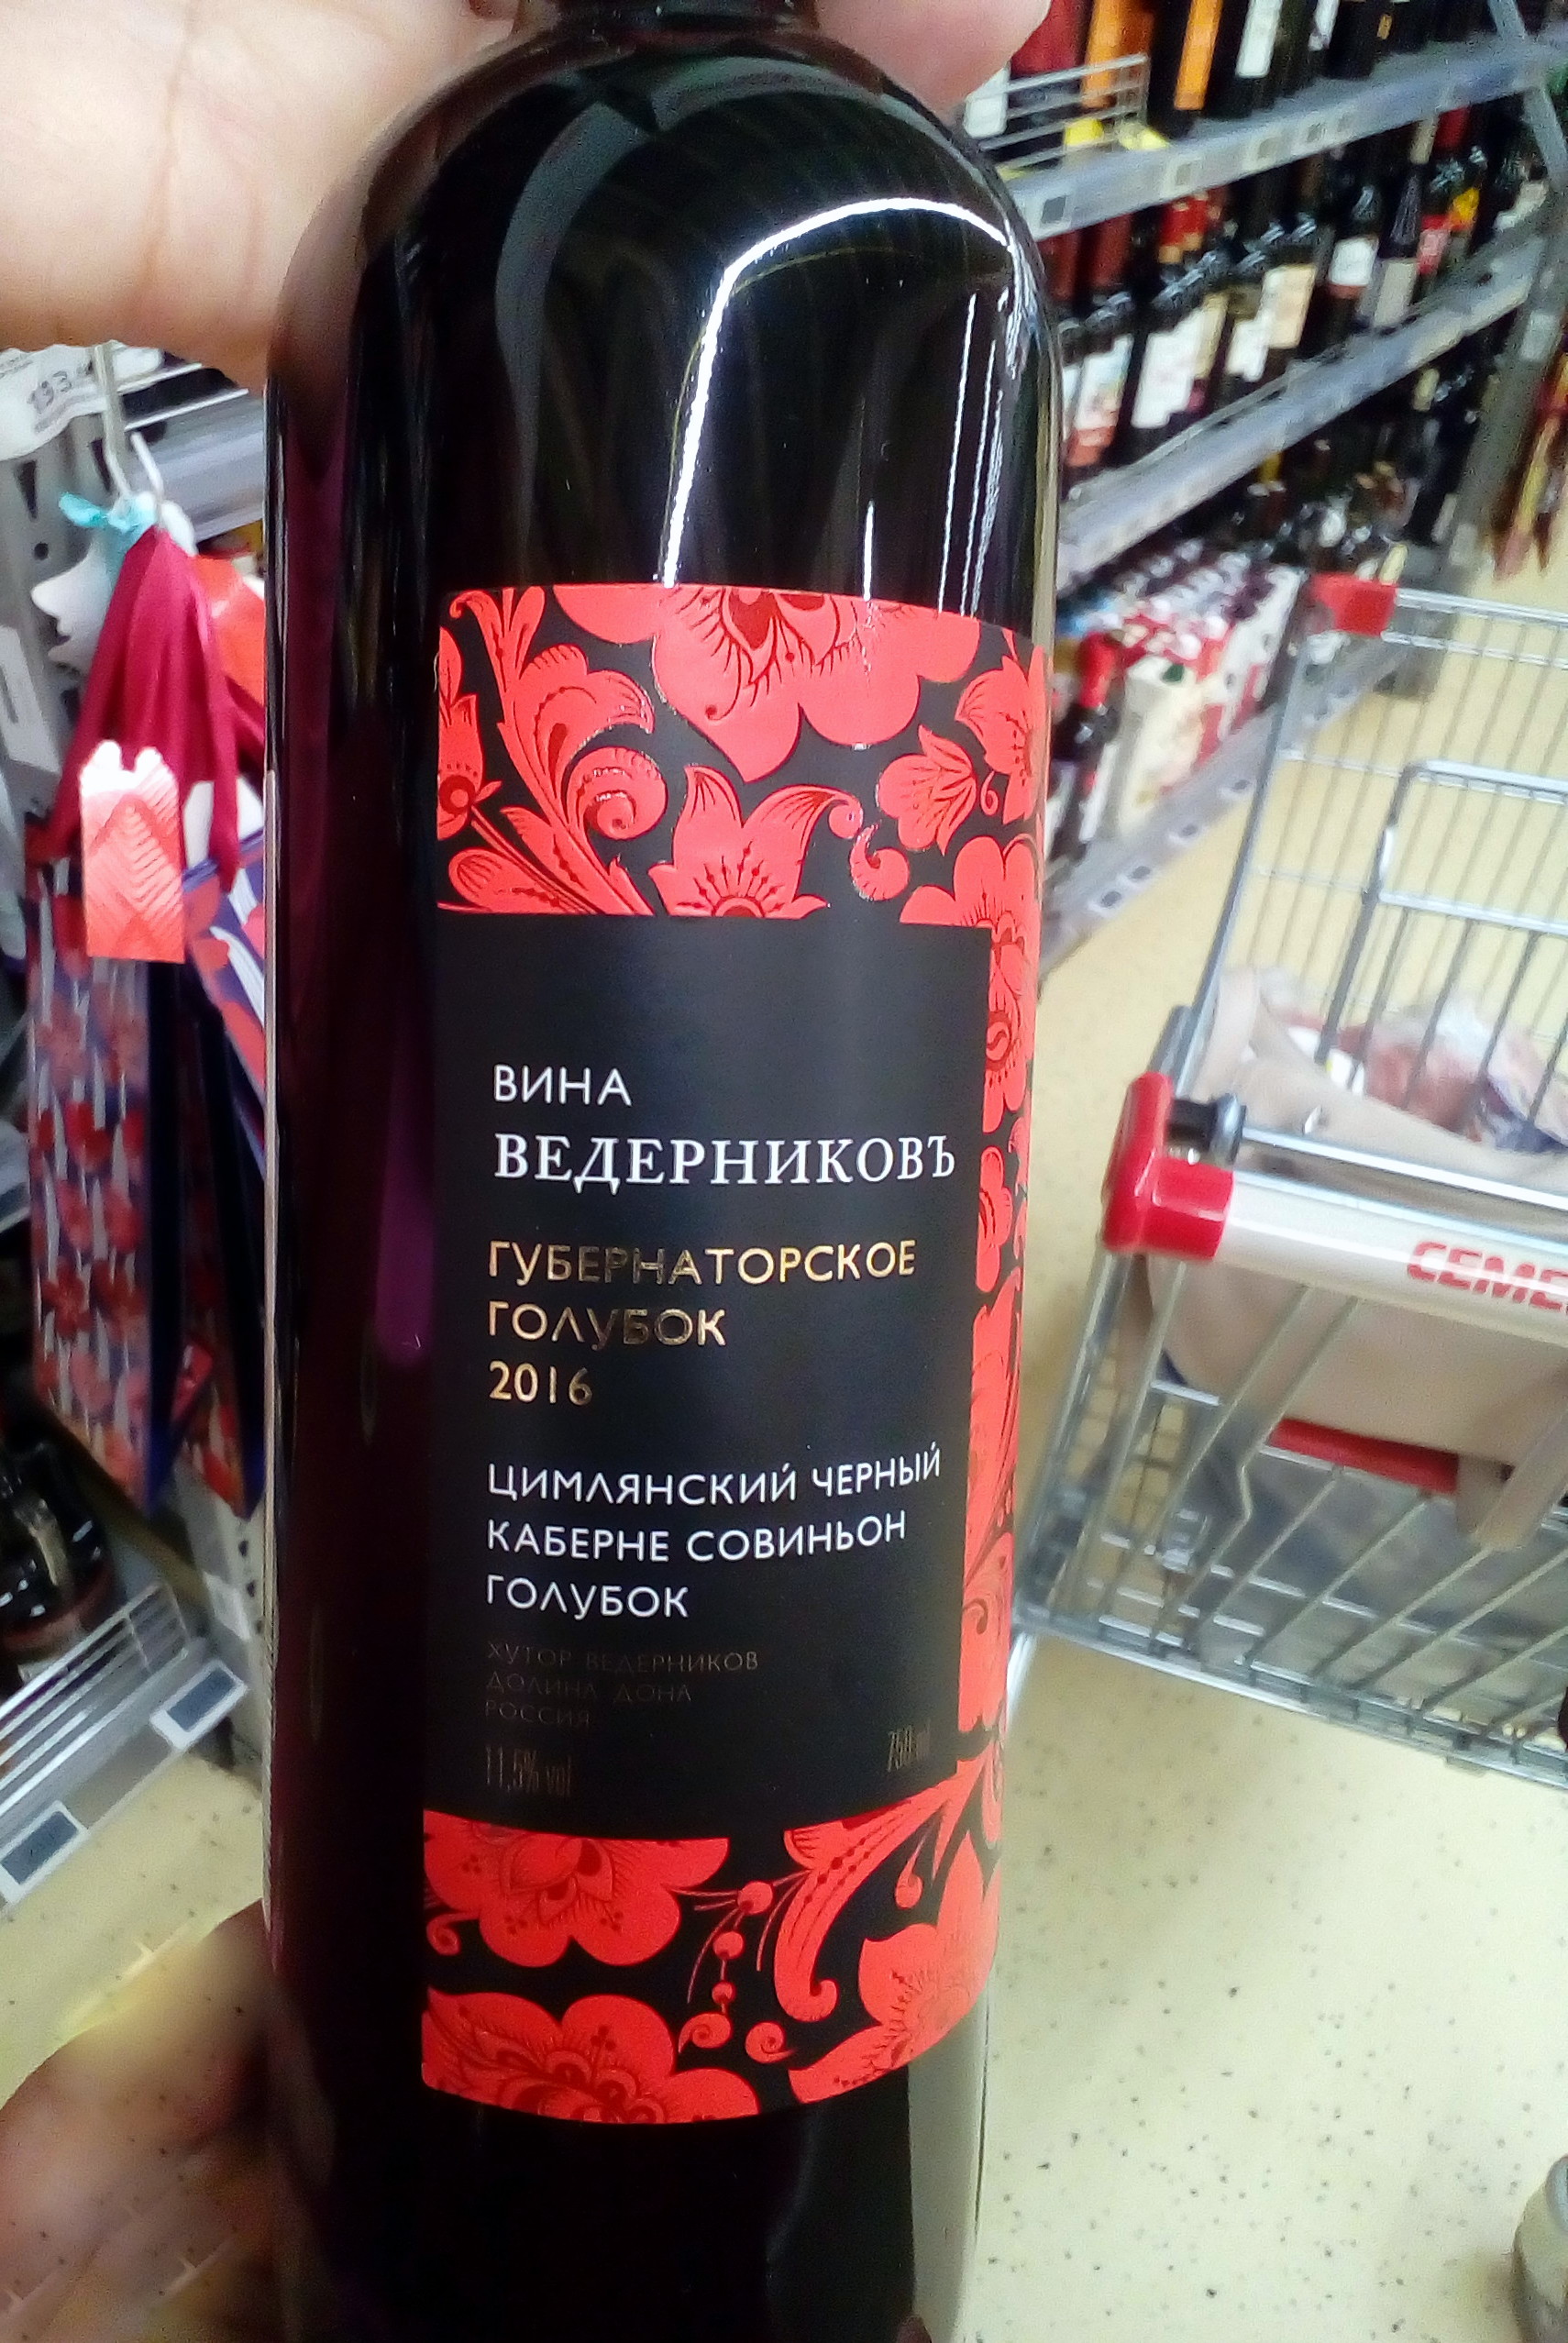 ВИНА
ВЕДЕРНИКОВЪ
ГУБЕРНАТОРСКОЕ
ГОЛУБОК
2016
ЦИМЛЯНСКИЙ ЧЕРНЫЙ
КАБЕРНЕ СОВИНЬОН
ГОЛУБОК
ХУТОР ВЕДЕРНИКОВ
ДОЛИНА ДОНА
РОССИЯ
11,5% vol
750 ml